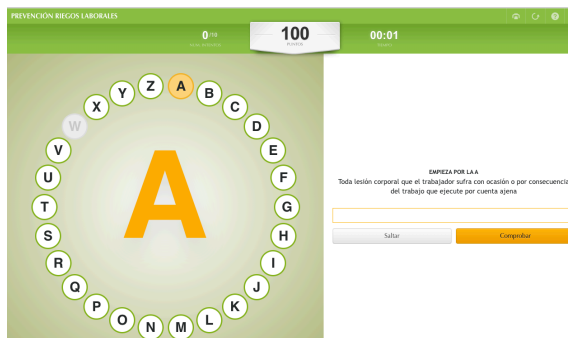 PREVENCIÓN RIEGOS LABORALES
0/19
100
PUNTOS
00:01
A
B
C
D
E
F
G
H
I
J
K
L
M
N
O
P
Q
R
S
T
U
V
W
X
Y
Z
A
EMPIEZA POR LA A
Toda lesión corporal que el trabajador sufra con ocasión o por consecuencia
del trabajo que ejecute por cuenta ajena
Saltar
Comprobar